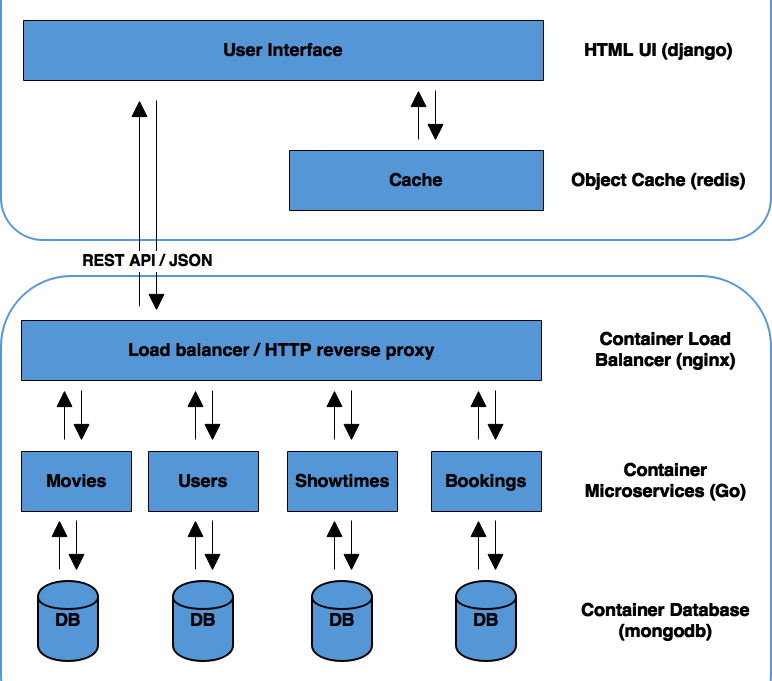 User Interface
HTML UI (django)
Cache
Object Cache (redis)
REST API / JSON
Load balancer / HTTP reverse proxy
Container Load
Balancer (nginx)
Movies
Users
Showtimes
Bookings
Container
Microservices (Go)
DB
DB
DB
DB
Container Database
(mongodb)